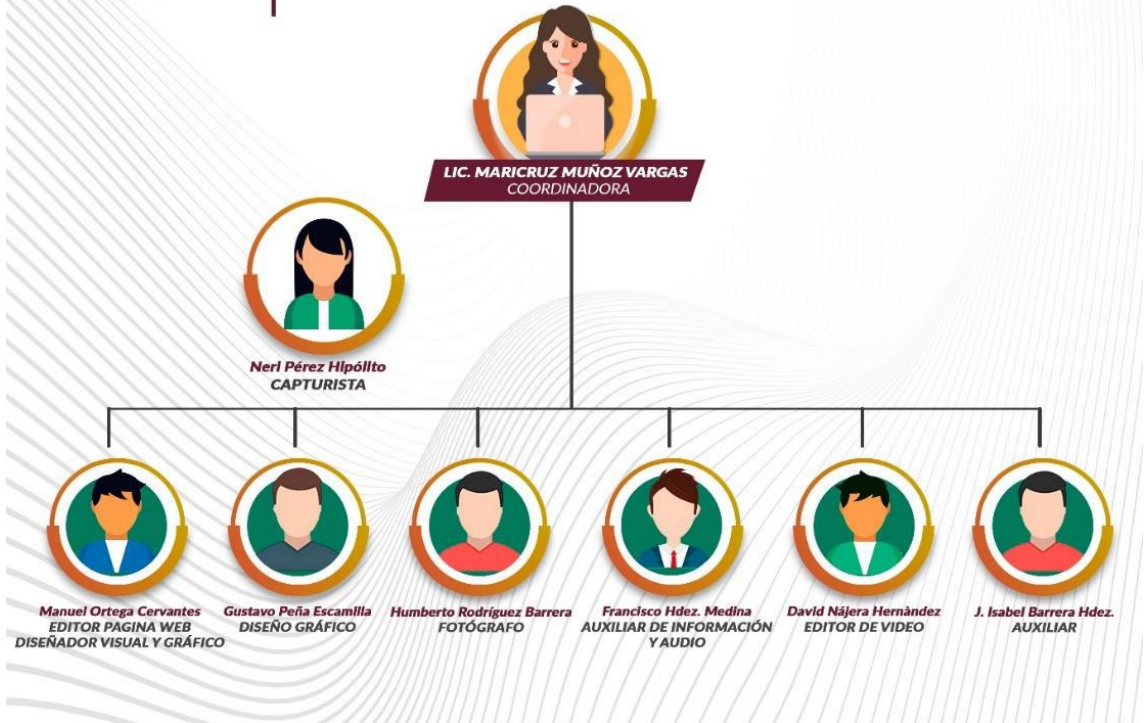 LIC. MARICRUZ MUÑOZ VARGAS
COORDINADORA
Neri Pérez Hipólito
CAPTURISTA
Manuel Ortega Cervantes
EDITOR PAGINA WEB
DISEÑADOR VISUAL Y GRÁFICO
Gustavo Peña Escamilla
DISEÑO GRÁFICO
Humberto Rodríguez Barrera
FOTÓGRAFO
Francisco Hdez. Medina
AUXILIAR DE INFORMACIÓN
Y AUDIO
David Nájera Hernàndez
EDITOR DE VIDEO
J. Isabel Barrera Hdez.
AUXILIAR